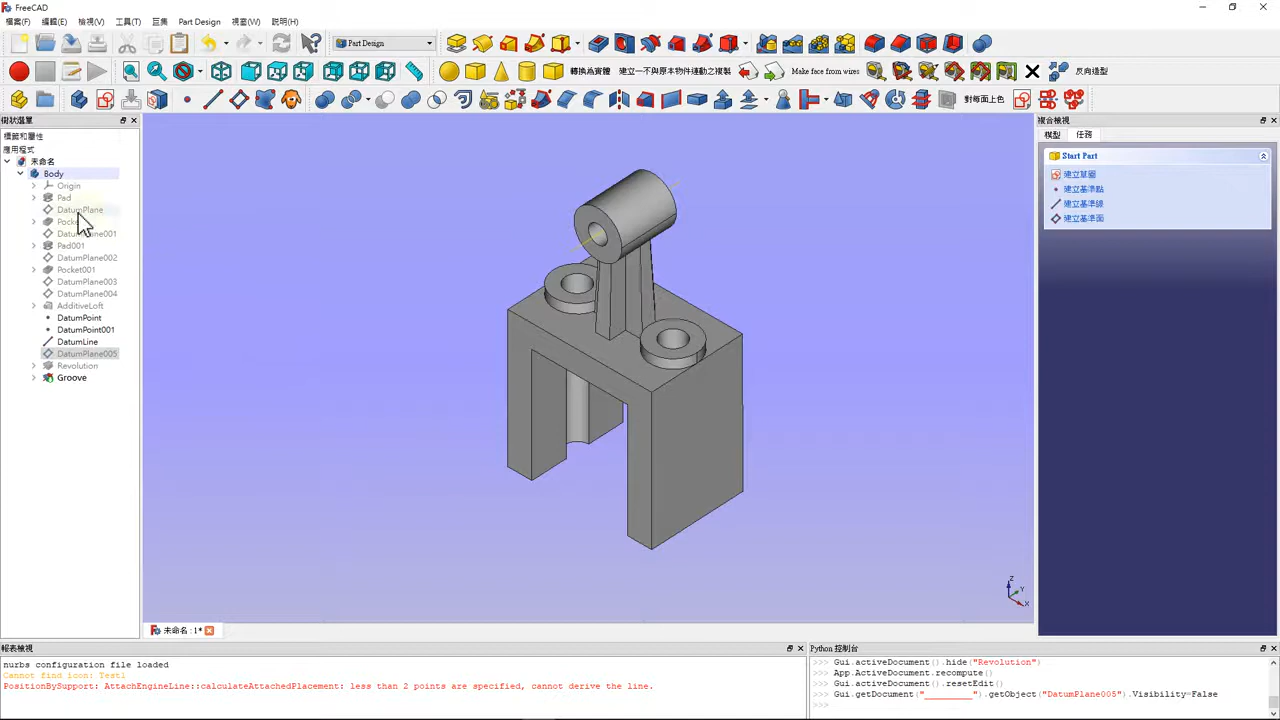 FreeCAD
檔案(F) 編輯(E) 檢視(V) 工具(T) 巨集 Part Design 視窗(W) 說明(H)
Part Design
轉換為實體 建立一不與原本物件連動之複製 Make face from wires 反向造型
對紙面上色
樹狀選單
標籤和屬性
應用程式
未命名
Body
Origin
Pad
DatumPlane
DatumPlane001
Pad001
DatumPlane002
Pocket001
DatumPlane003
DatumPlane004
AdditiveLoft
DatumPoint
DatumPoint001
DatumLine
DatumPlane005
Revolution
Groove
Z
Y
X
未命名 : 1*
複合檢視
模型 任務
Start Part
建立草圖
建立基準點
建立基準線
建立基準面
報表檢視
nurbs configuration file loaded
Cannot find icon: Test1
PositionBySupport: AttachEngineLine::calculateAttachedPlacement: less than 2 points are specified, cannot derive the line.
Python 控制台
>>> Gui.activeDocument().hide("Revolution")
>>> App.ActiveDocument.recompute()
>>> Gui.activeDocument().resetEdit()
>>> Gui.getDocument("_________").getObject("DatumPlane005").Visibility=False
>>>